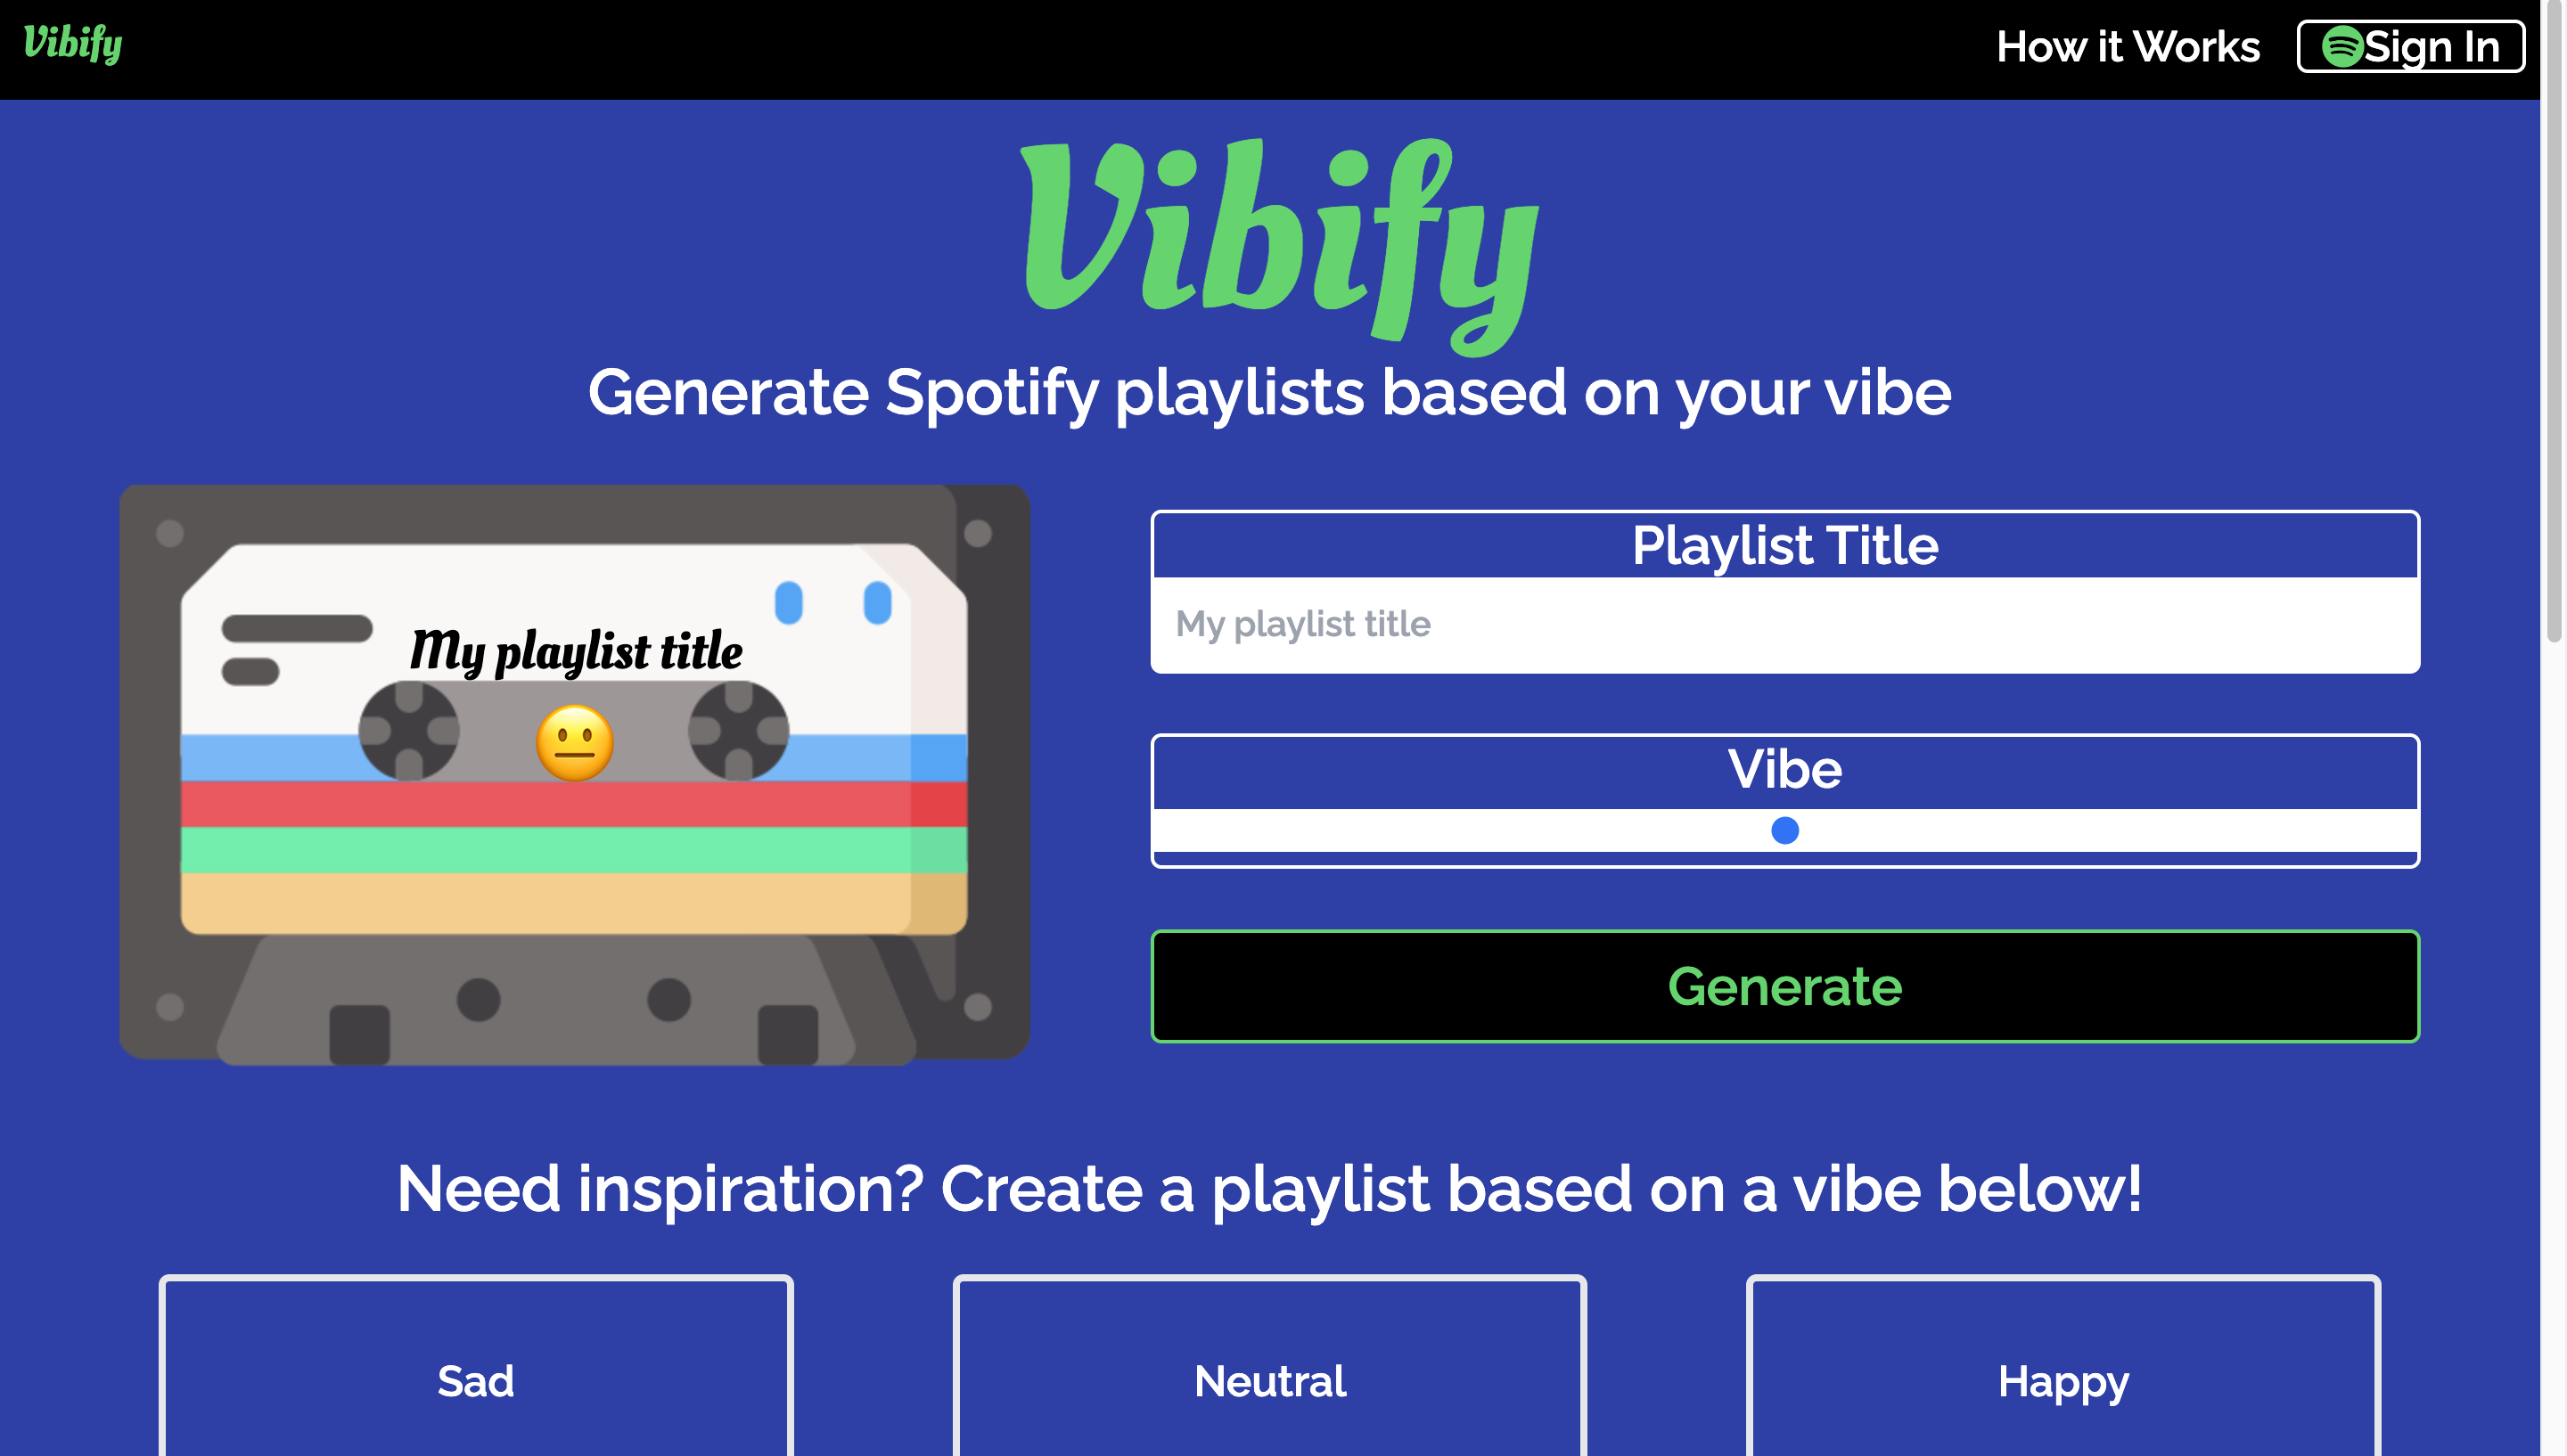 Vibify
How it Works
Sign In
Vibify
Generate Spotify playlists based on your vibe
My playlist title
Playlist Title
My playlist title
Vibe
Generate
Need inspiration? Create a playlist based on a vibe below!
Sad
Neutral
Happy